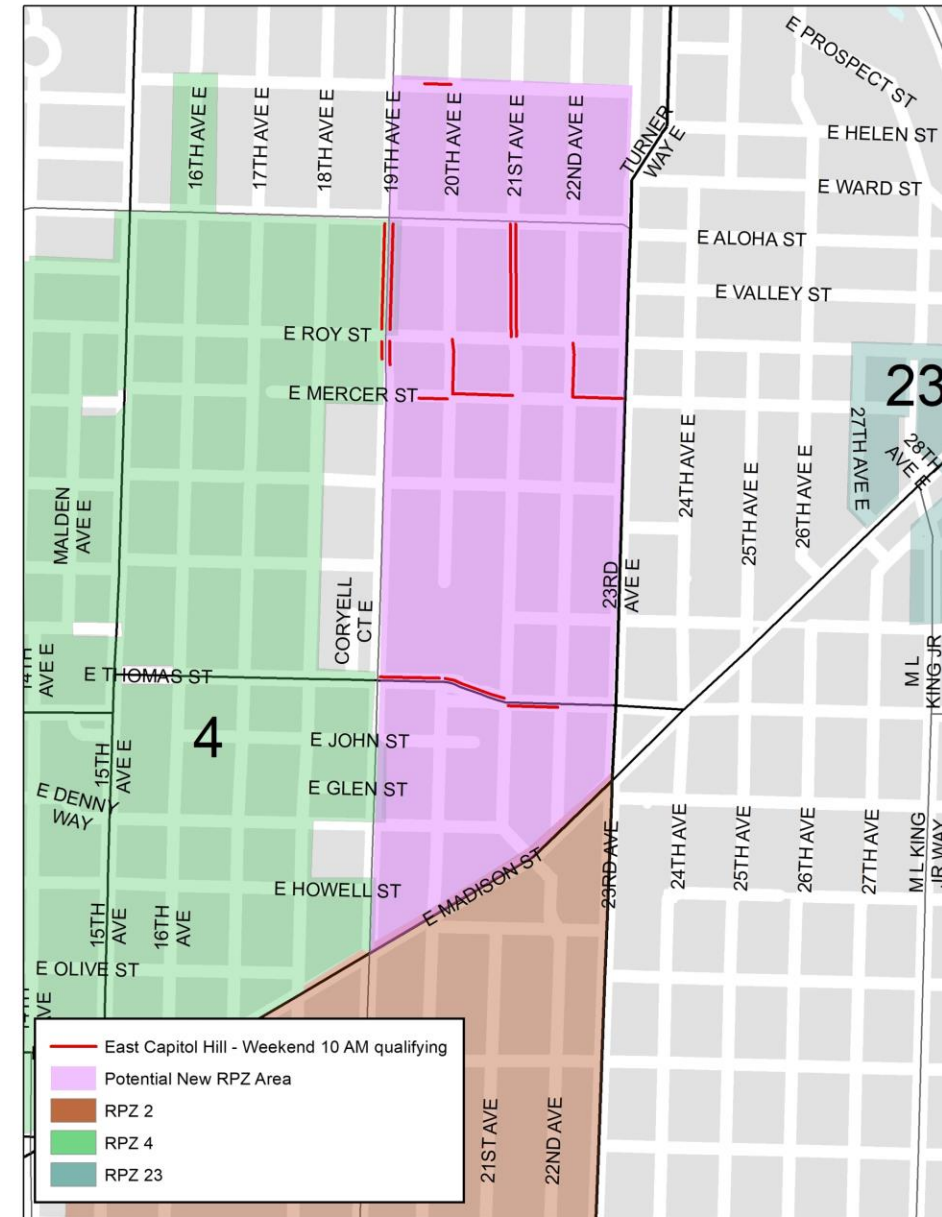 E PROSPECT ST
E HELEN ST
E WARD ST
E ALOHA ST
E VALLEY ST
TURNER
WAY E
16TH AVE E
17TH AVE E
18TH AVE E
19TH AVE E
20TH AVE E
21ST AVE E
22ND AVE E
E ROY ST
E MERCER ST
23
27TH AVE E
28TH
AVE E
24TH AVE E
25TH AVE E
26TH AVE E
MALDEN
AVE E
CORYELL
CT E
23RD
AVE E
14TH
AVE E
E THOMAS ST
M L
KING JR
4
E JOHN ST
15TH
AVE E
E GLEN ST
E DENNY
WAY
E HOWELL ST
E MADISON ST
23RD AVE
24TH AVE
25TH AVE
26TH AVE
27TH AVE
M L KING
JR WAY
15TH
AVE
16TH
AVE
E OLIVE ST
AVE
East Capitol Hill - Weekend 10 AM qualifying
Potential New RPZ Area
RPZ 2
RPZ 4
RPZ 23
21ST AVE
22ND AVE